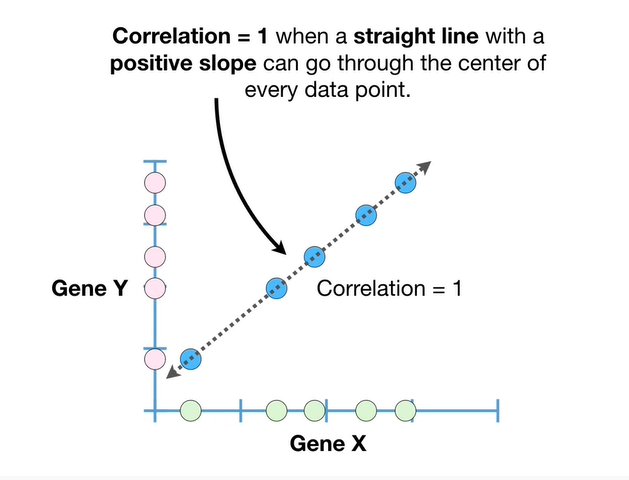 Correlation = 1 when a straight line with a
positive slope can go through the center of
every data point.
Gene Y
Correlation = 1
Gene X